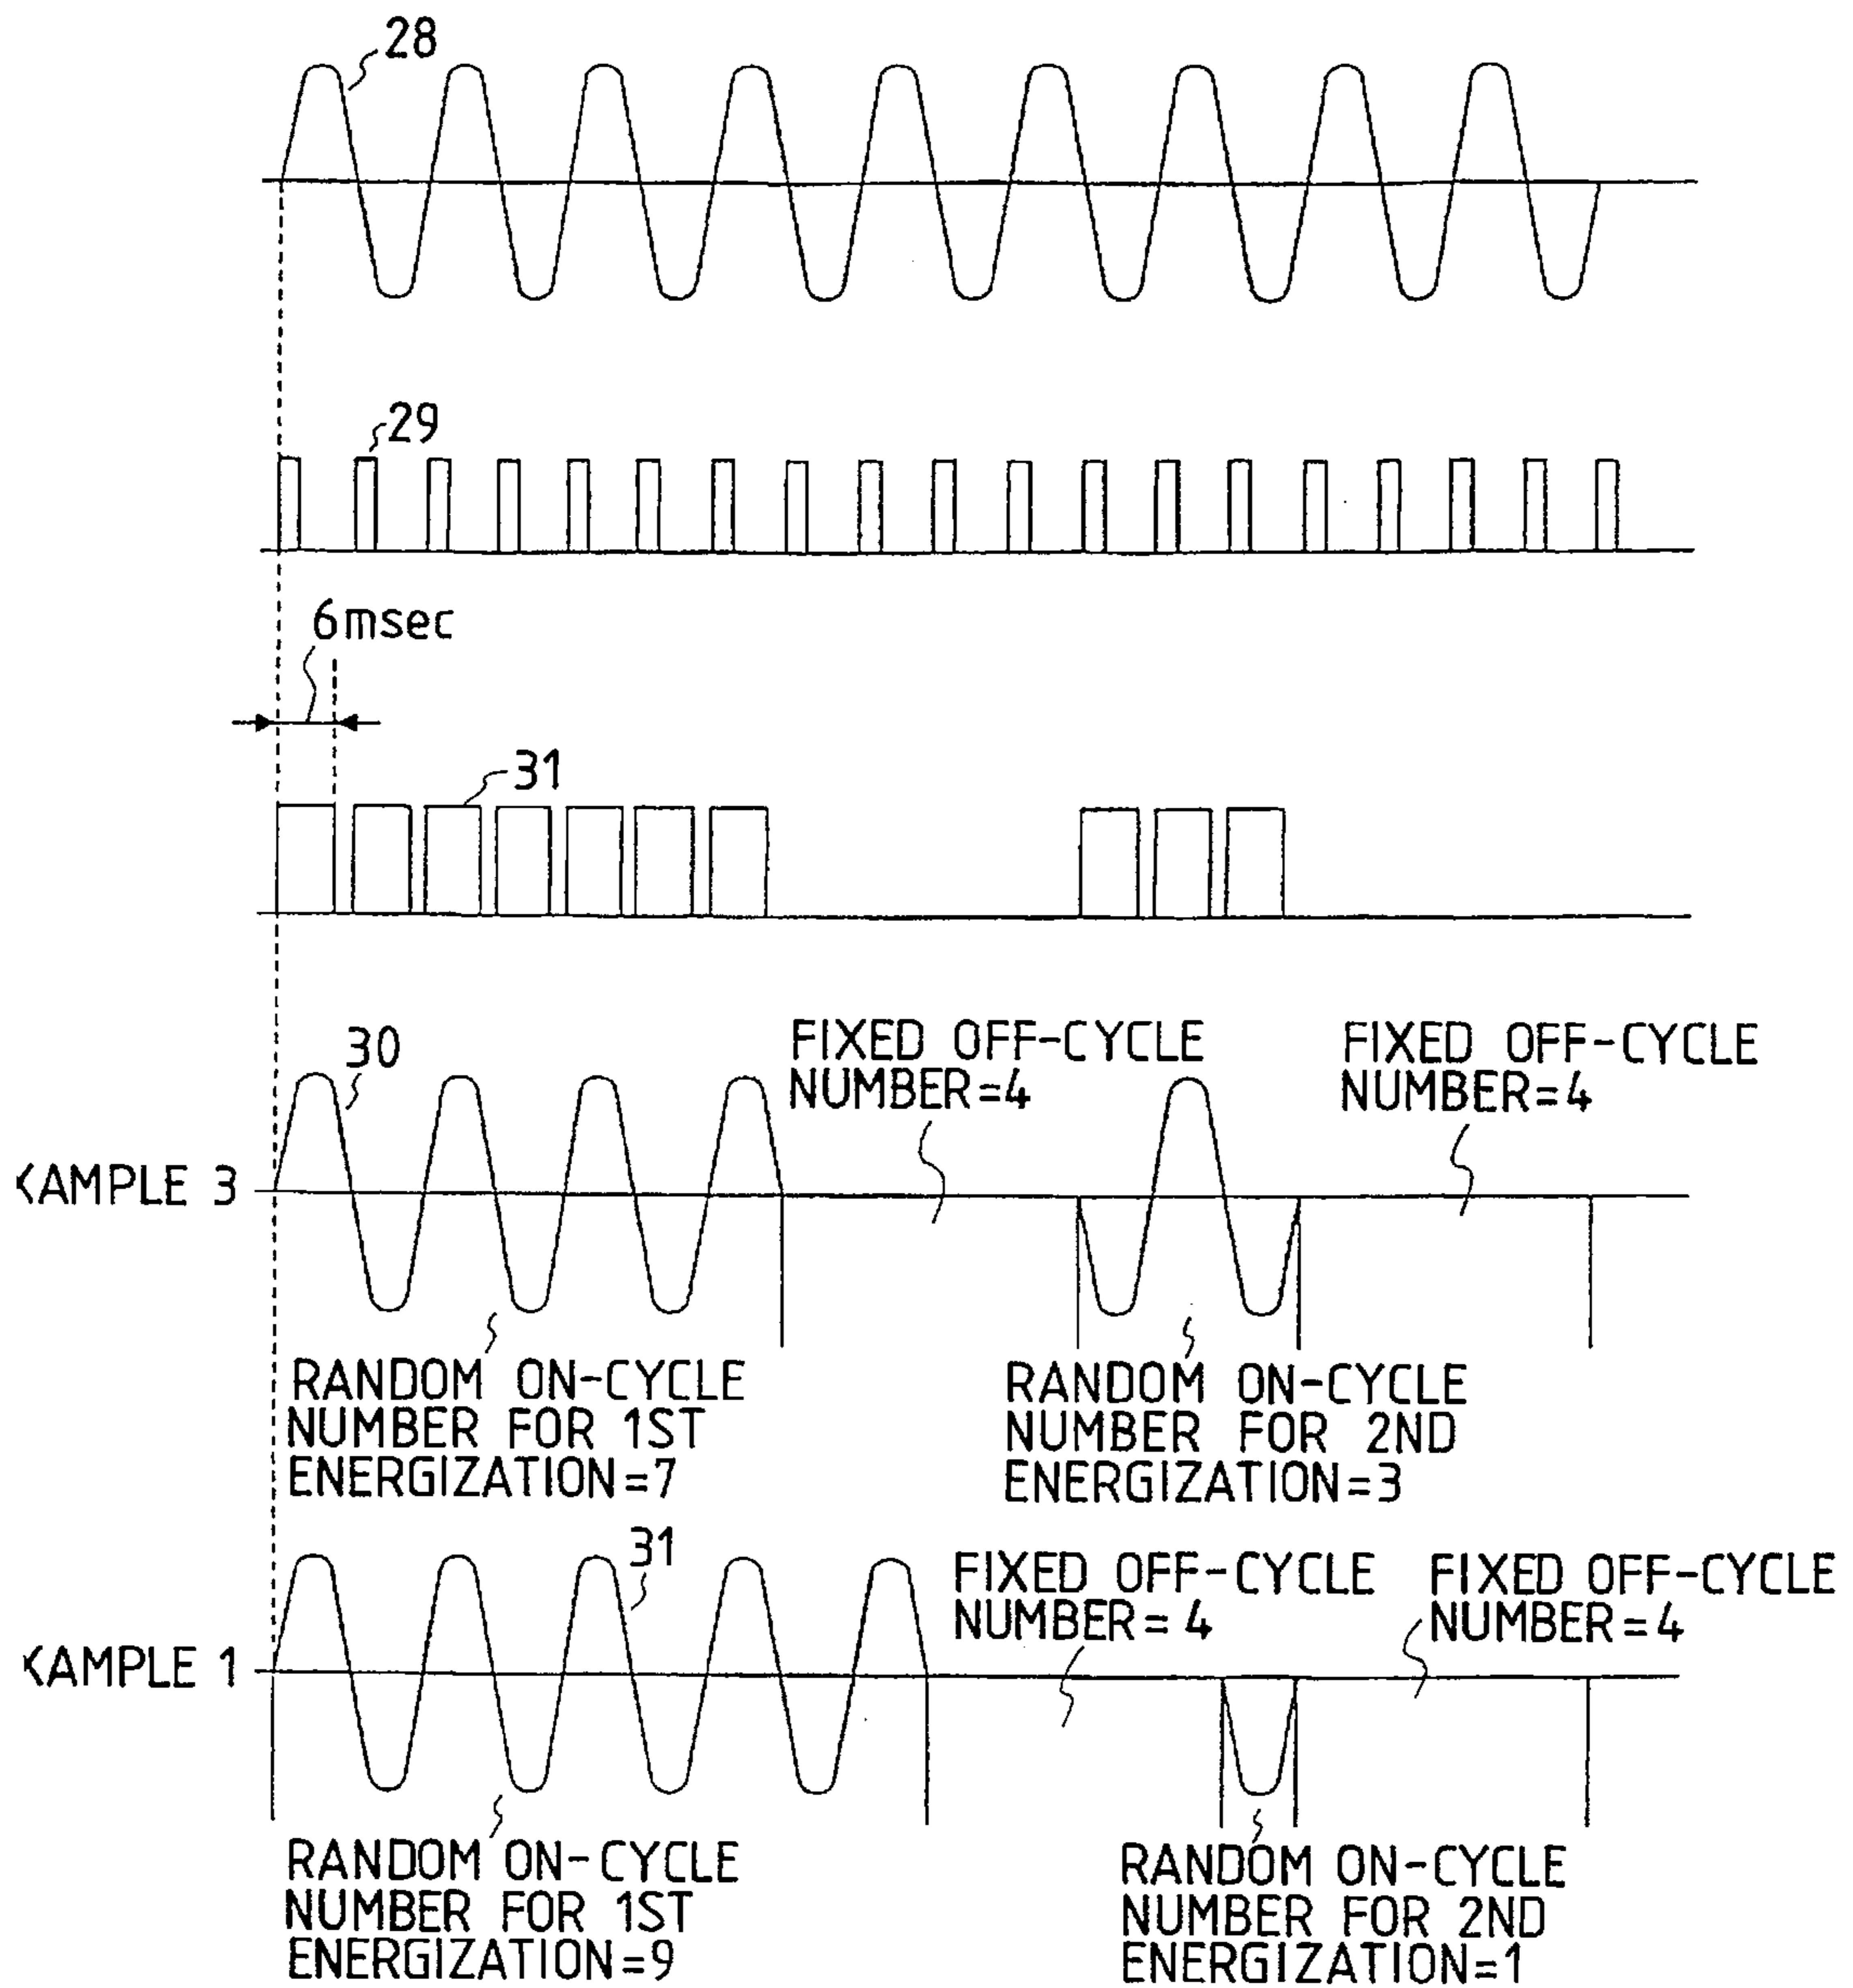 28
29
6msec
31
30
FIXED OFF-CYCLE
NUMBER=4
FIXED OFF-CYCLE
NUMBER=4
XAMPLE 3
RANDOM ON-CYCLE
NUMBER FOR 1ST
ENERGIZATION=7
RANDOM ON-CYCLE
NUMBER FOR 2ND
ENERGIZATION=3
31
FIXED OFF-CYCLE
NUMBER=4
FIXED OFF-CYCLE
NUMBER=4
XAMPLE 1
RANDOM ON-CYCLE
NUMBER FOR 1ST
ENERGIZATION=9
RANDOM ON-CYCLE
NUMBER FOR 2ND
ENERGIZATION=1